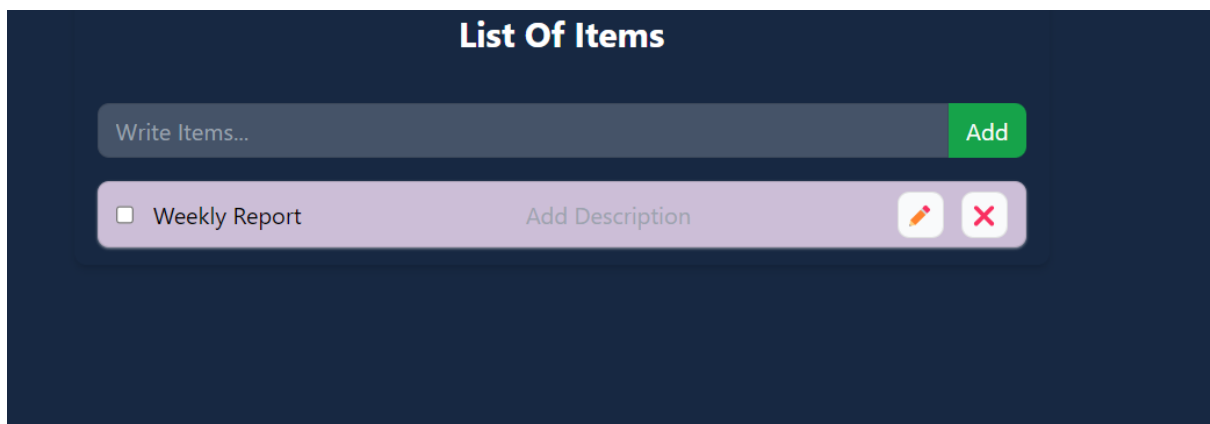 List Of Items
Write Items...
Add
Weekly Report
Add Description